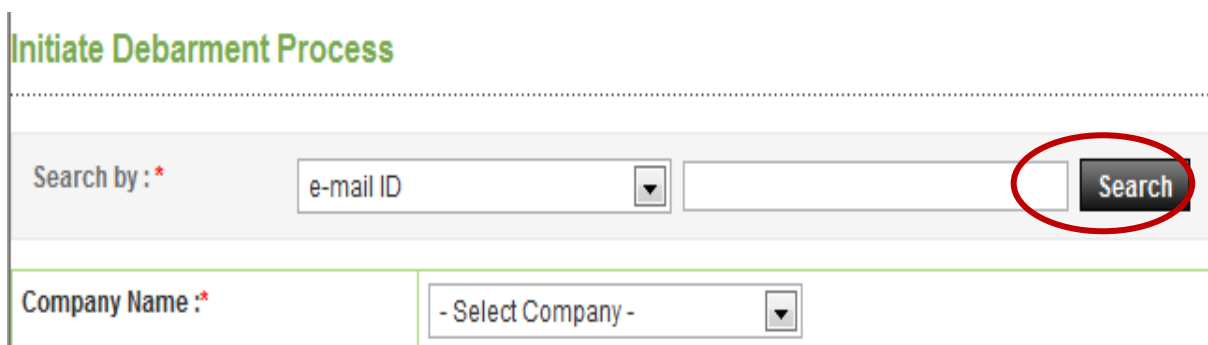 Initiate Debarment Process
Search by : * e-mail ID Search
Company Name :* - Select Company -